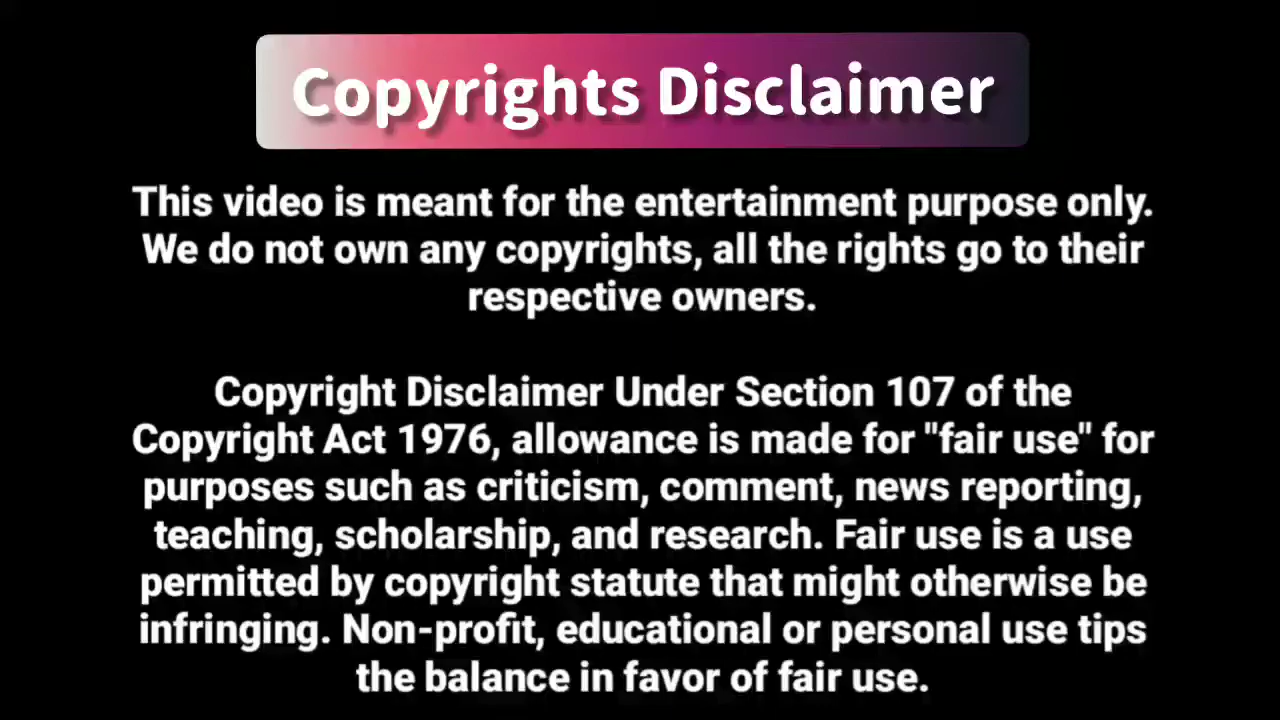 Copyrights Disclaimer
This video is meant for the entertainment purpose only.
We do not own any copyrights, all the rights go to their
respective owners.
Copyright Disclaimer Under Section 107 of the
Copyright Act 1976, allowance is made for "fair use" for
purposes such as criticism, comment, news reporting,
teaching, scholarship, and research. Fair use is a use
permitted by copyright statute that might otherwise be
infringing. Non-profit, educational or personal use tips
the balance in favor of fair use.